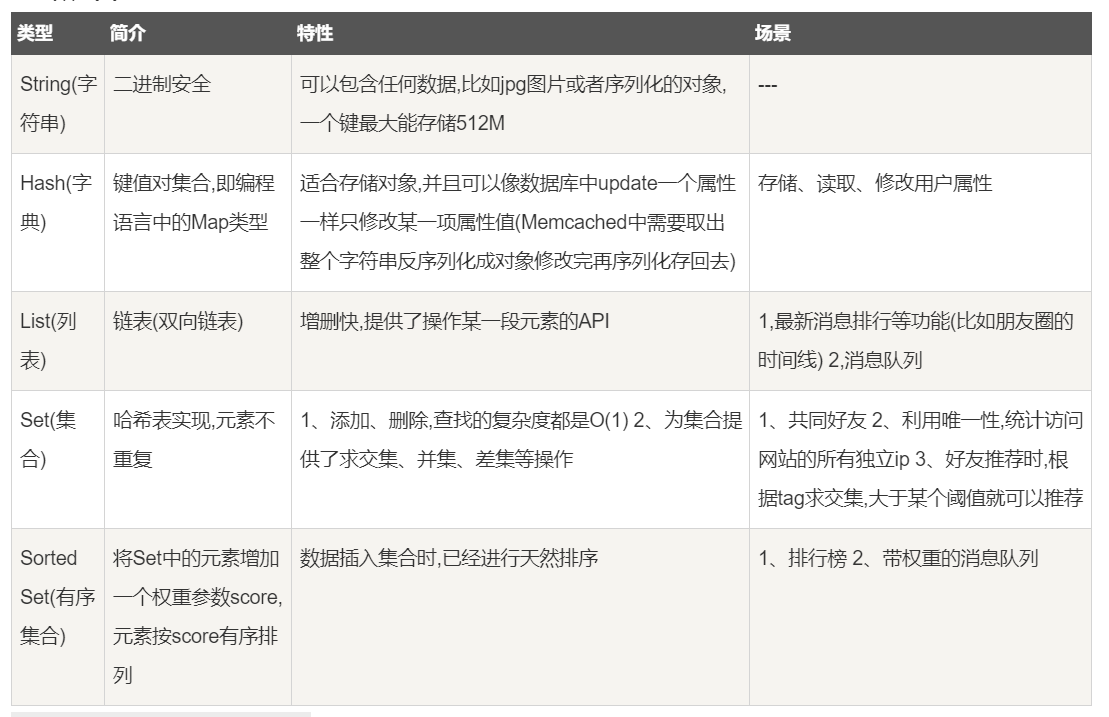 类型 简介 特性 场景
String(字 二进制安全 可以包含任何数据,比如jpg图片或者序列化的对象, ---
符串) 一个键最大能存储512M
Hash(字 键值对集合,即编程 适合存储对象,并且可以像数据库中update一个属性 存储、读取、修改用户属性
典) 语言中的Map类型 一样只修改某一项属性值(Memcached中需要取出
整个字符串反序列化成对象修改完再序列化存回去)
List(列 链表(双向链表) 增删快,提供了操作某一段元素的API 1,最新消息排行等功能(比如朋友圈的
表) 时间线) 2,消息队列
Set(集 哈希表实现,元素不 1、添加、删除,查找的复杂度都是O(1) 2、为集合提 1、共同好友 2、利用唯一性,统计访问
合) 重复 供了求交集、并集、差集等操作 网站的所有独立ip 3、好友推荐时,根
据tag求交集,大于某个阈值就可以推荐
Sorted 将Set中的元素增加 数据插入集合时,已经进行天然排序 1、排行榜 2、带权重的消息队列
Set(有序 一个权重参数score,
集合) 元素按score有序排
列